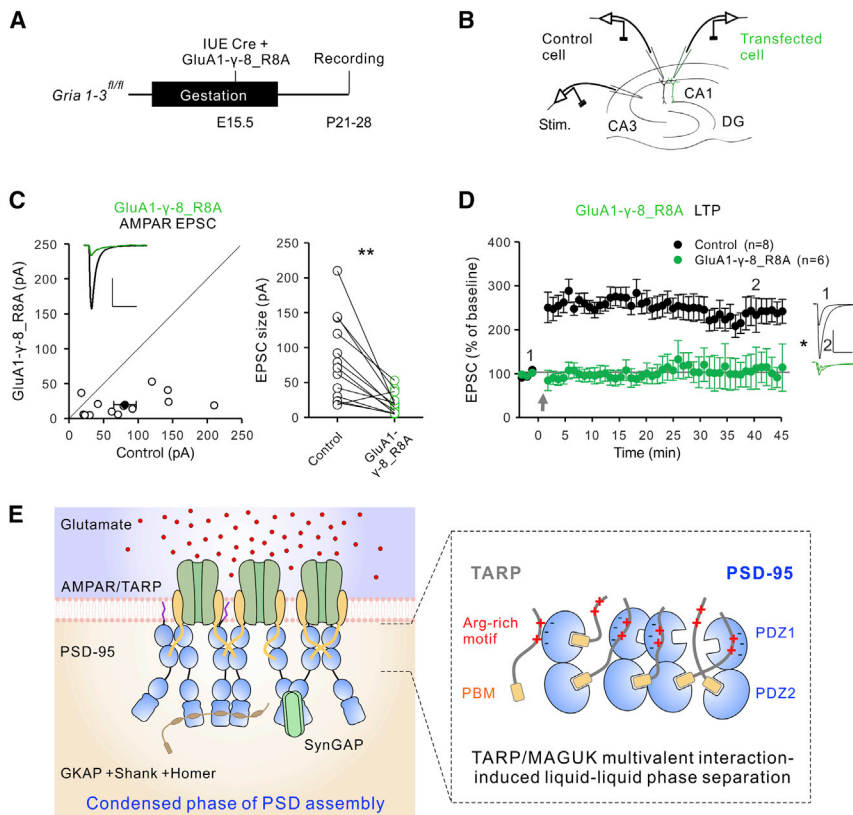 A
IUE Cre +
GluA1-γ-8_R8A
Recording
Gria 1-3fl/fl
Gestation
E15.5
P21-28
B
Control
cell
Transfected
cell
CA1
Stim.
CA3
DG
C
GluA1-γ-8_R8A
AMPAR EPSC
GluA1-γ-8_R8A (pA)
250
200
150
100
50
0
0
50
100
150
200
250
Control (pA)
EPSC size (pA)
250
200
150
100
50
0
**
Control
GluA1-
γ-8_R8A
D
GluA1-γ-8_R8A LTP
Control (n=8)
GluA1-γ-8_R8A (n=6)
EPSC (% of baseline)
400
300
200
100
0
1
2
0 5 10 15 20 25 30 35 40 45
Time (min)
1
* 2
E
Glutamate
AMPAR/TARP
PSD-95
SynGAP
GKAP +Shank +Homer
Condensed phase of PSD assembly
TARP
PSD-95
Arg-rich
motif
PDZ1
PBM
PDZ2
TARP/MAGUK multivalent interaction-
induced liquid-liquid phase separation